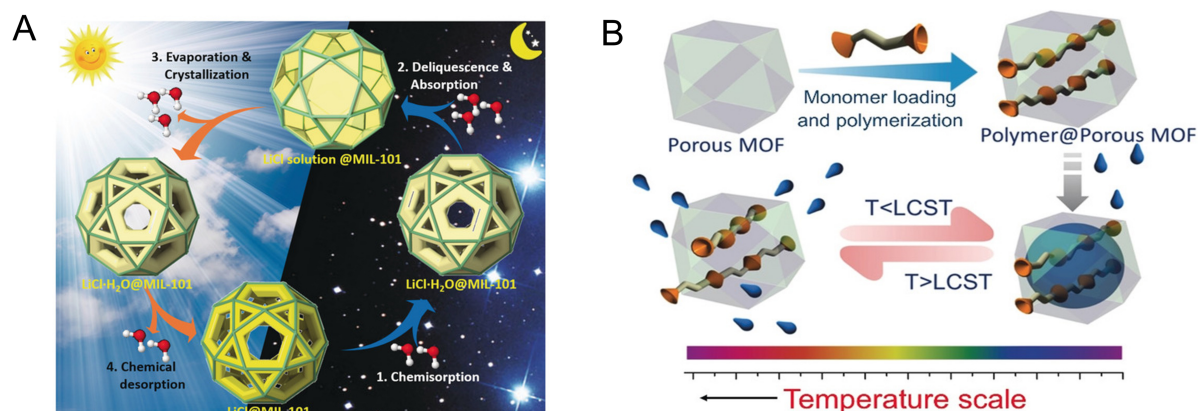 A
3. Evaporation &
Crystallization
2. Deliquescence &
Absorption
LiCl solution @MIL-101
LiCl·H₂O@MIL-101
LiCl·H₂O@MIL-101
4. Chemical
desorption
1. Chemisorption
LiCl@MIL-101
B
Monomer loading
and polymerization
Porous MOF
Polymer@Porous MOF
T<LCST
T>LCST
Temperature scale